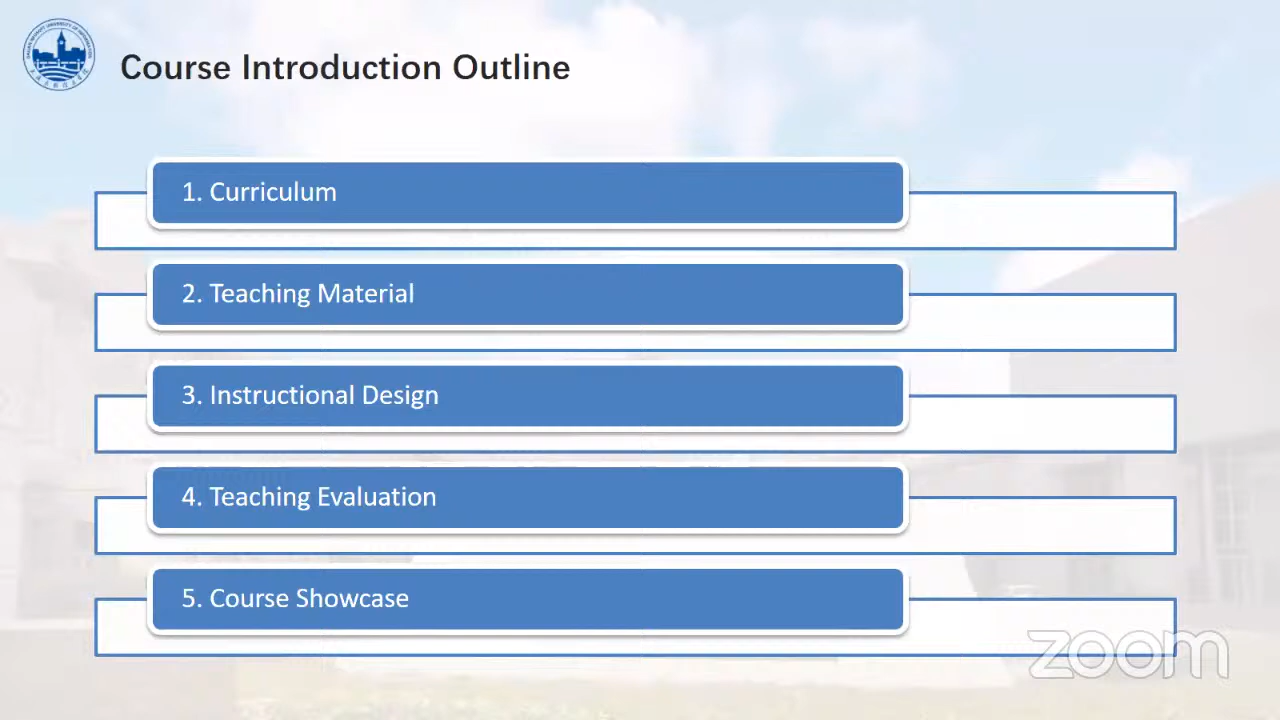 Course Introduction Outline
1. Curriculum
2. Teaching Material
3. Instructional Design
4. Teaching Evaluation
5. Course Showcase
zoom